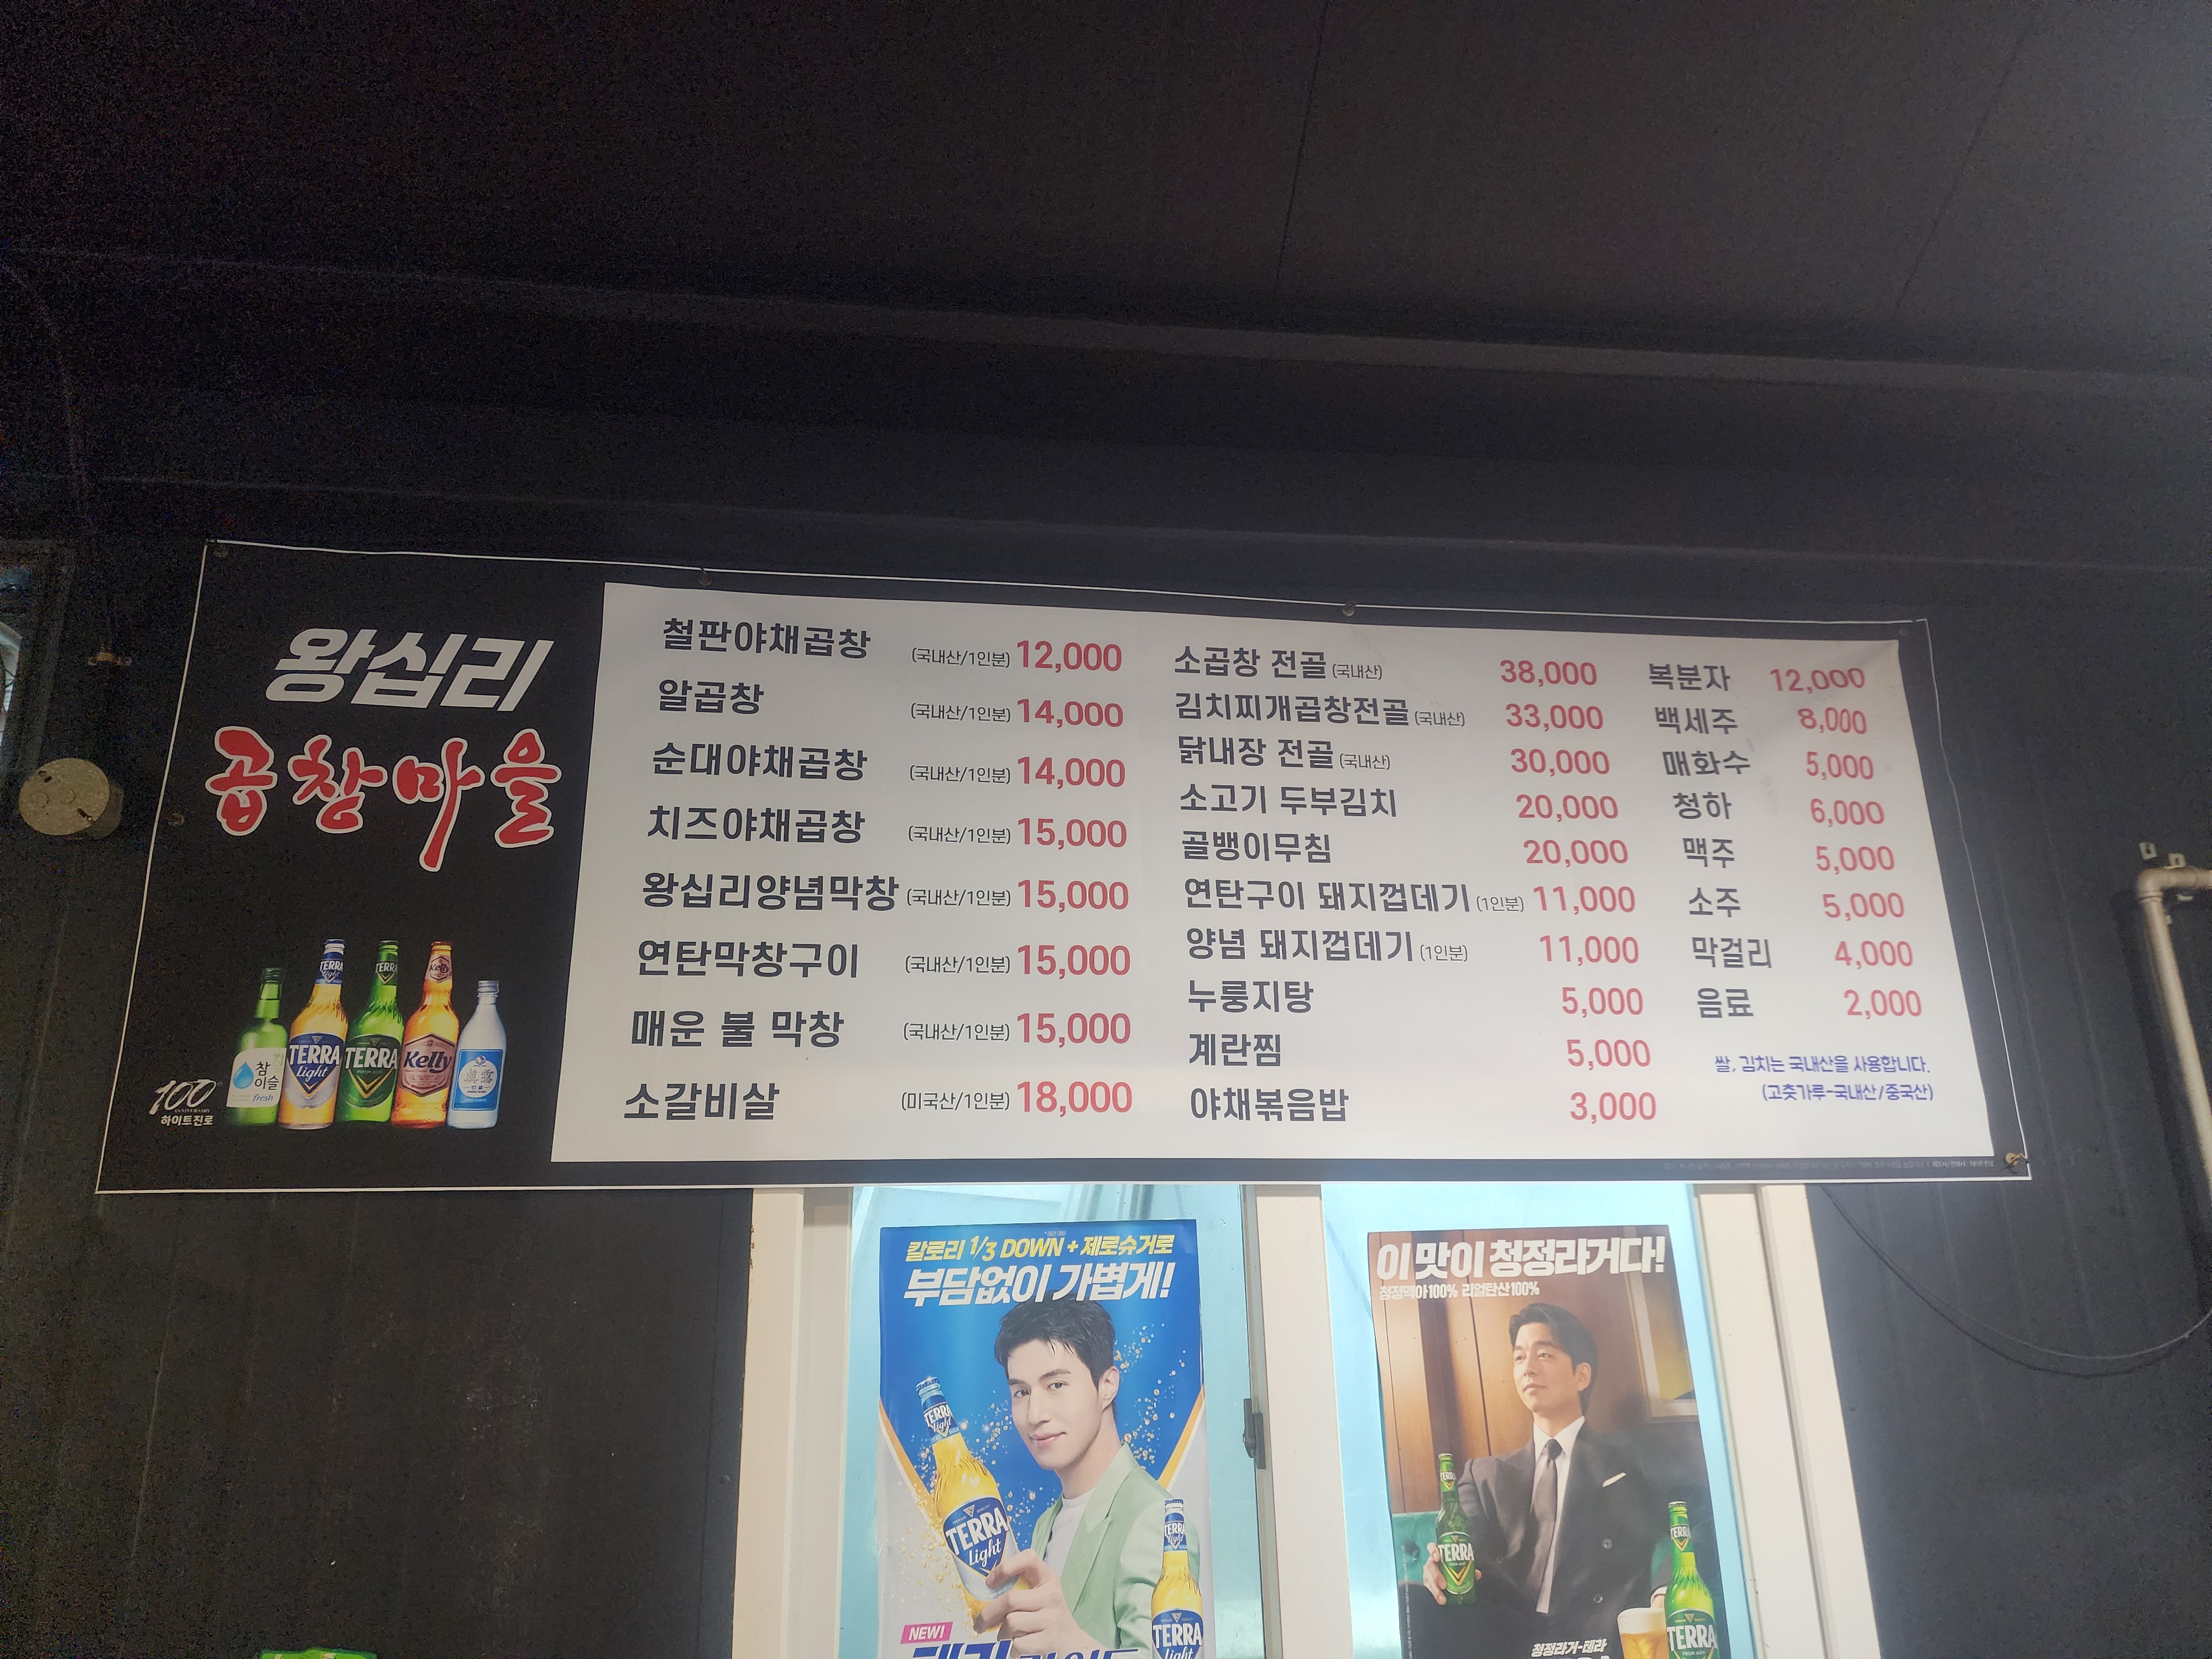 왕십리
곱창마을
참이슬
fresh
TERRA
Light
TERRA
Kelly
眞露
진로
100
ANNIVERSARY
하이트진로
철판야채곱창 (국내산/1인분) 12,000
알곱창 (국내산/1인분) 14,000
순대야채곱창 (국내산/1인분) 14,000
치즈야채곱창 (국내산/1인분) 15,000
왕십리양념막창 (국내산/1인분) 15,000
연탄막창구이 (국내산/1인분) 15,000
매운 불 막창 (국내산/1인분) 15,000
소갈비살 (미국산/1인분) 18,000
소곱창 전골 (국내산) 38,000
김치찌개곱창전골 (국내산) 33,000
닭내장 전골 (국내산) 30,000
소고기 두부김치 20,000
골뱅이무침 20,000
연탄구이 돼지껍데기 (1인분) 11,000
양념 돼지껍데기 (1인분) 11,000
누룽지탕 5,000
계란찜 5,000
야채볶음밥 3,000
복분자 12,000
백세주 8,000
매화수 5,000
청하 6,000
맥주 5,000
소주 5,000
막걸리 4,000
음료 2,000
쌀, 김치는 국내산을 사용합니다.
(고춧가루-국내산/중국산)
칼로리 1/3 DOWN + 제로슈거로
부담없이 가볍게!
TERRA
Light
TERRA
Light
TERRA
Light
NEW!
이 맛이 청정라거다!
청정맥아100% 리얼탄산100%
TERRA
TERRA
TERRA
청정라거-테라